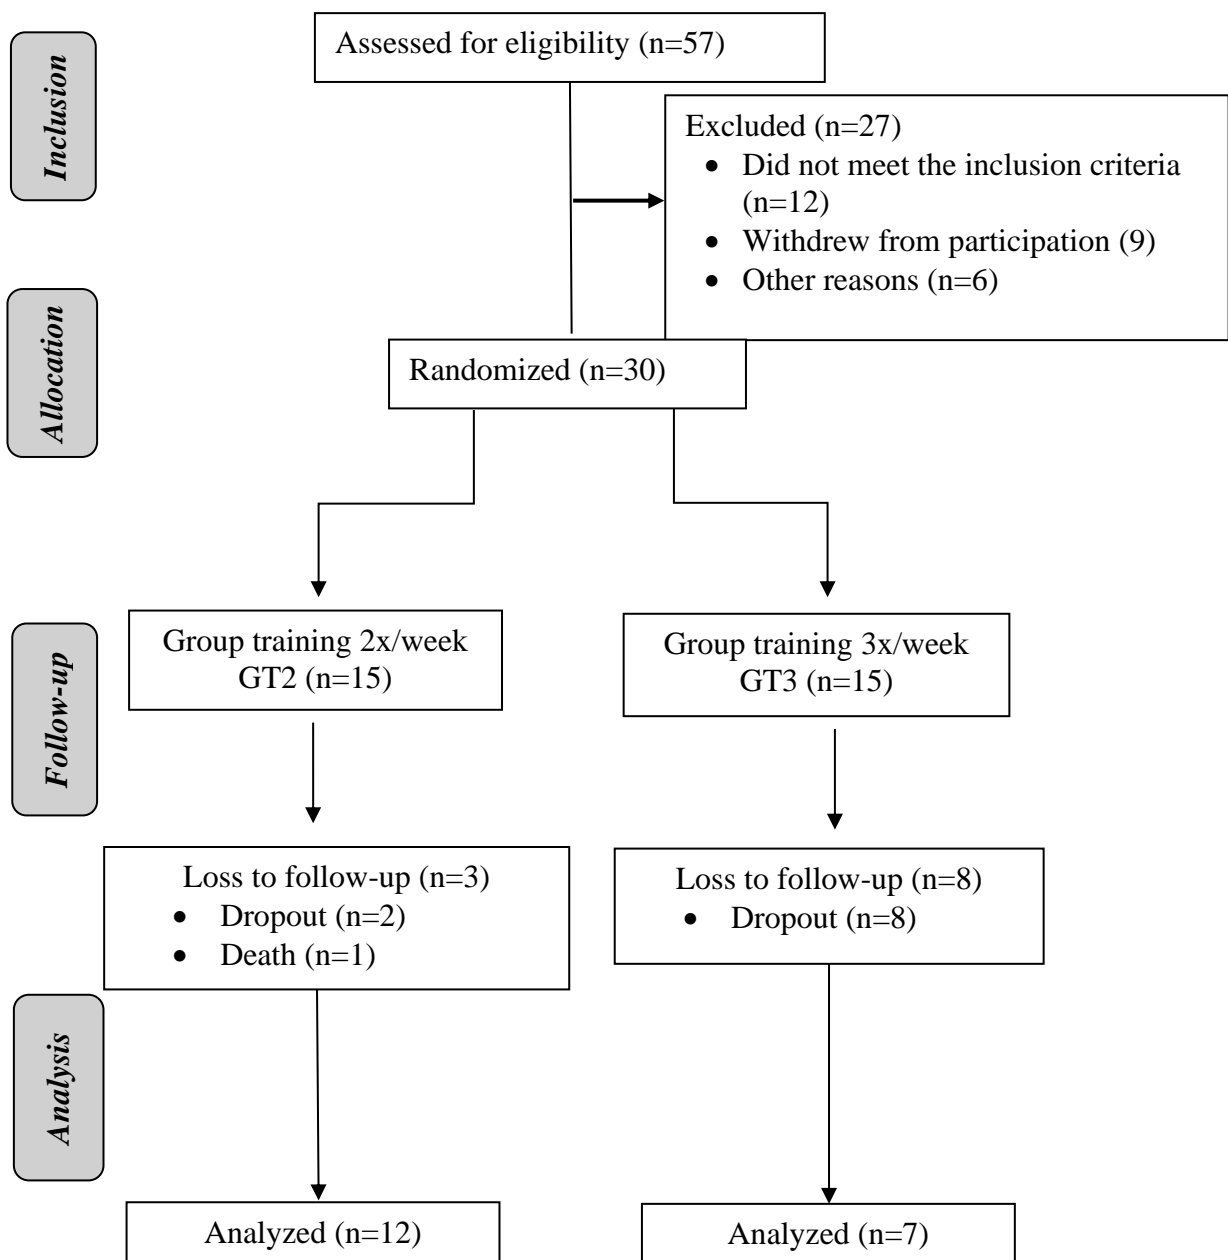 Inclusion
Assessed for eligibility (n=57)
Excluded (n=27)
• Did not meet the inclusion criteria
(n=12)
• Withdrew from participation (9)
• Other reasons (n=6)
Allocation
Randomized (n=30)
Follow-up
Group training 2x/week
GT2 (n=15)
Group training 3x/week
GT3 (n=15)
Loss to follow-up (n=3)
• Dropout (n=2)
• Death (n=1)
Loss to follow-up (n=8)
• Dropout (n=8)
Analysis
Analyzed (n=12)
Analyzed (n=7)